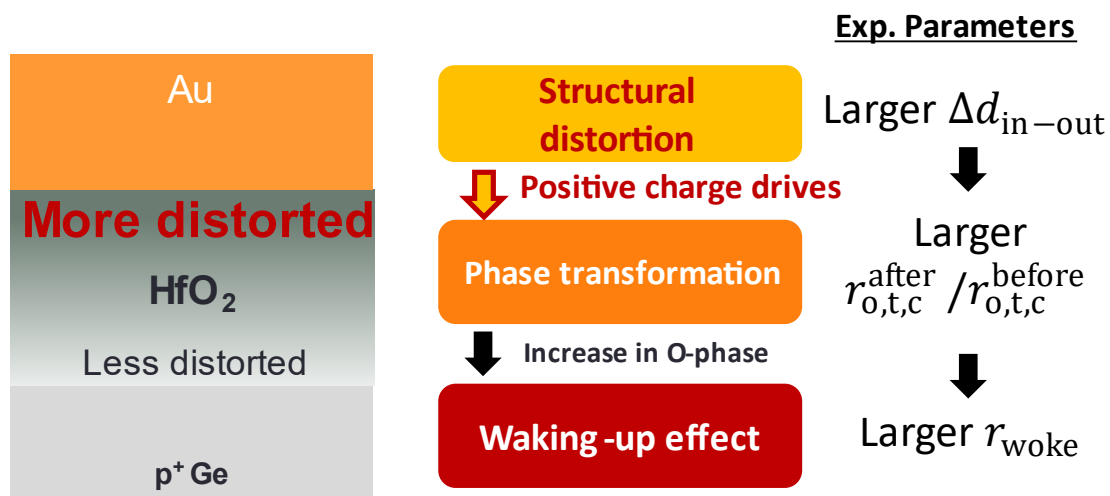 Exp. Parameters
Au
More distorted
HfO₂
Less distorted
p⁺ Ge
Structural
distortion
Positive charge drives
Phase transformation
Increase in O-phase
Waking-up effect
Larger Δd_in−out
Larger
r_o,t,c^after /r_o,t,c^before
Larger r_woke